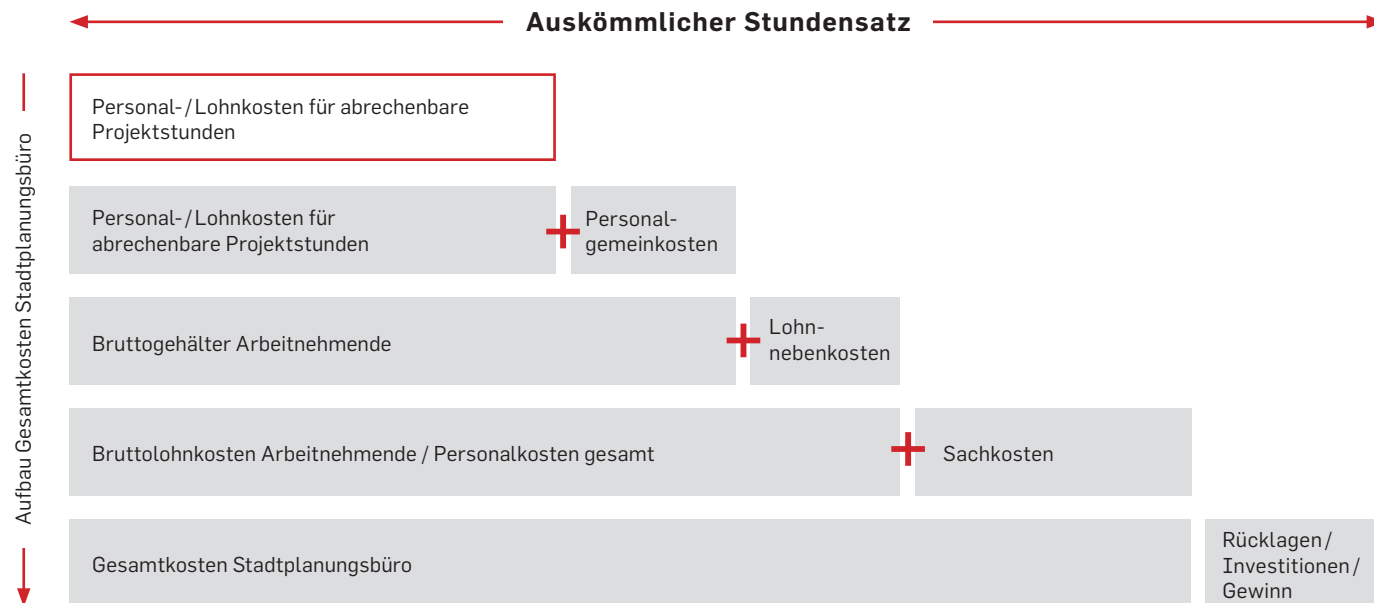 Auskömmlicher Stundensatz
Aufbau Gesamtkosten Stadtplanungsbüro
Personal-/Lohnkosten für abrechenbare
Projektstunden
Personal-/Lohnkosten für
abrechenbare Projektstunden
+
Personal-
gemeinkosten
Bruttogehälter Arbeitnehmende
+
Lohn-
nebenkosten
Bruttolohnkosten Arbeitnehmende / Personalkosten gesamt
+
Sachkosten
Gesamtkosten Stadtplanungsbüro
Rücklagen/
Investitionen/
Gewinn